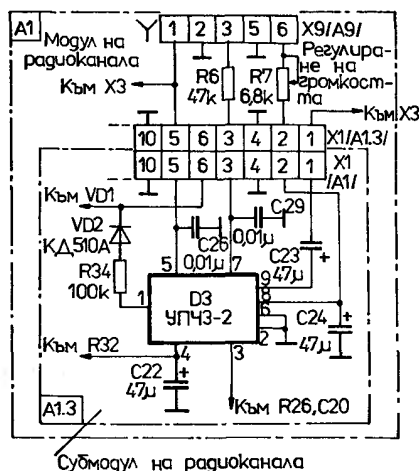 A1
Модул на радиоканала
Y
1 2 3 5 6
X9/A9/
Към X3
R6 47k
R7 6,8k
Регулиране на громкостта
Към X3
10 5 6 3 4 2 1
X1/A1.3/
10 5 6 3 4 2 1
X1 /A1/
Към VD1
VD2
КД510А
R34
100k
5
C26
0,01µ
7
C29
0,01µ
C23
47µ
+
1
D3
УПЧЗ-2
9
8
6
2
C24
47µ
+
Към R32
4
3
C22
47µ
+
Към R26,C20
A1.3
Субмодул на радиоканала